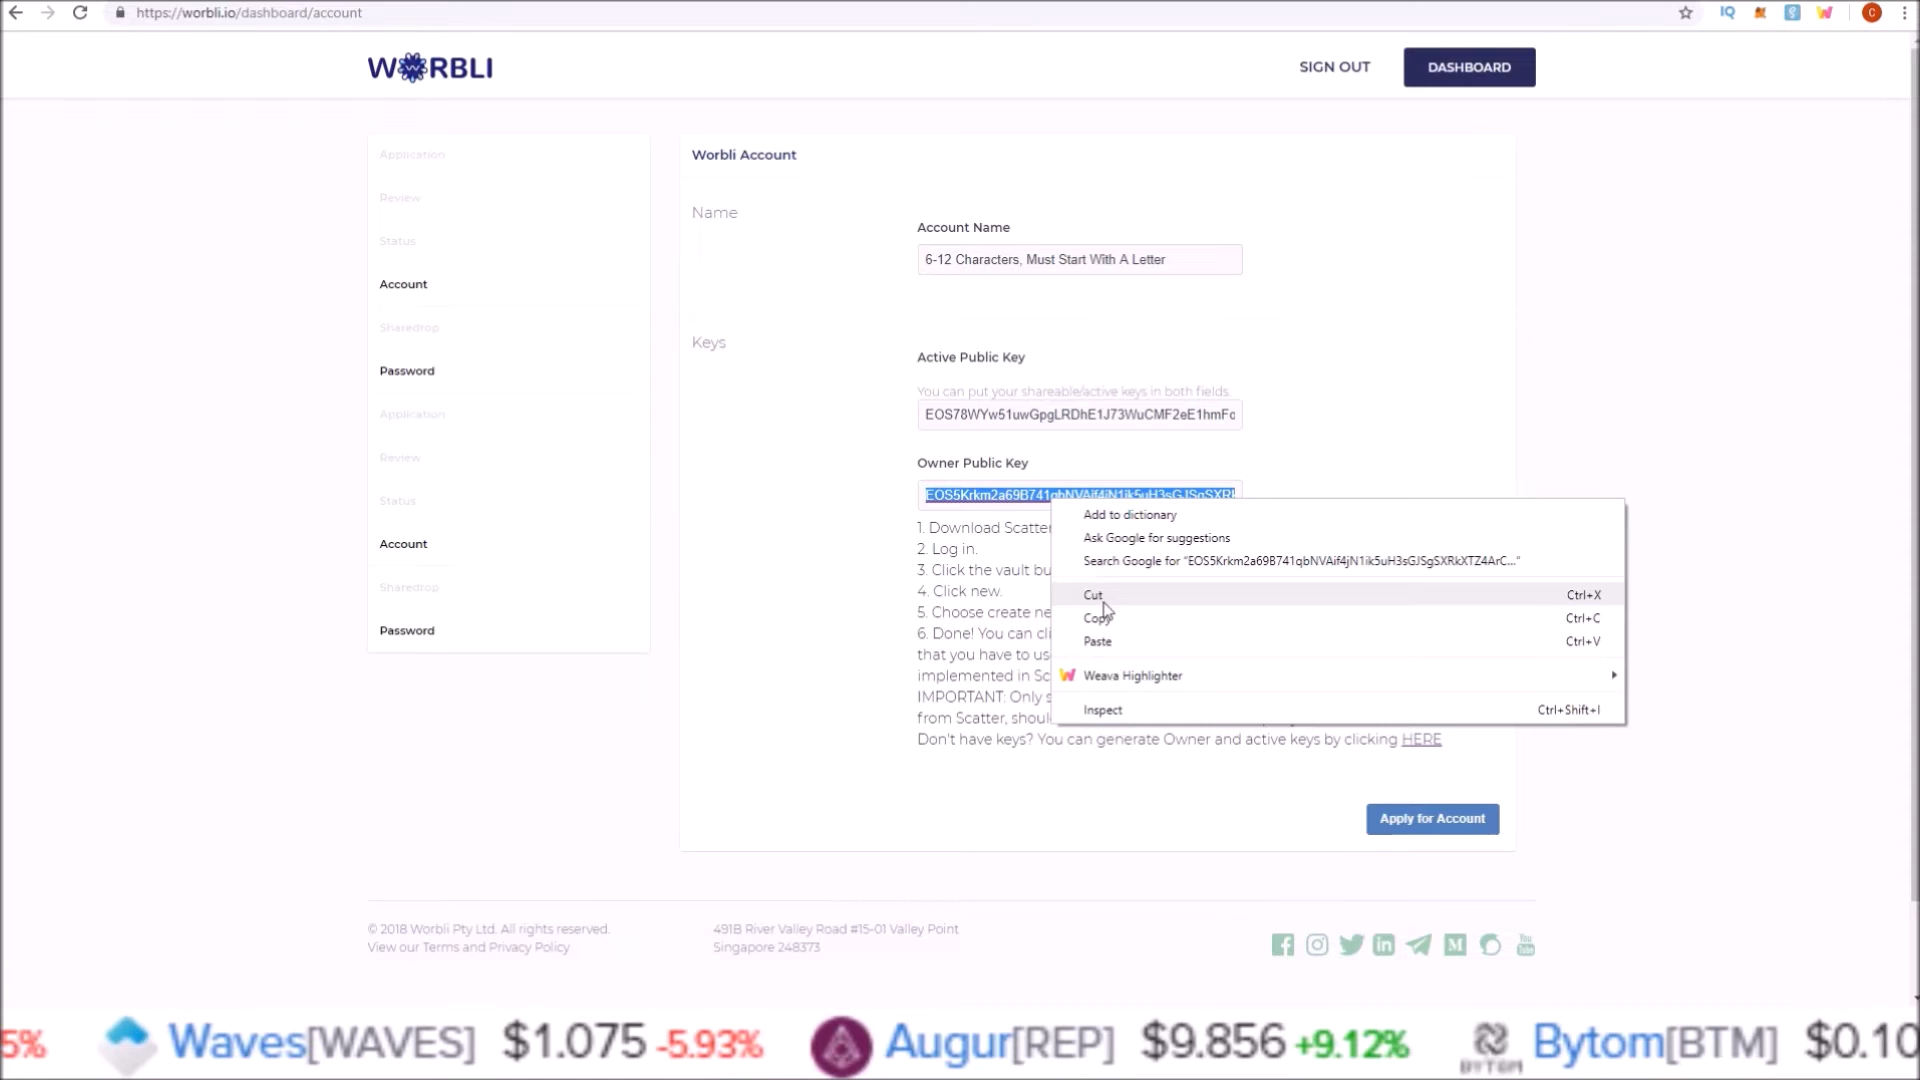 https://worbli.io/dashboard/account
IQ
C
WORBLI
SIGN OUT
DASHBOARD
Application
Review
Status
Account
Sharedrop
Password
Application
Review
Status
Account
Sharedrop
Password
Worbli Account
Name
Account Name
6-12 Characters, Must Start With A Letter
Keys
Active Public Key
You can put your shareable/active keys in both fields.
EOS78WYw51uwGpgLRDhE1J73WuCMF2eE1hmFo
Owner Public Key
EOS5Krkm2a69B741qbNVAif4jN1ik5uH3sGJSgSXR
1. Download Scatter
2. Log in.
3. Click the vault bu
4. Click new.
5. Choose create ne
6. Done! You can cli
that you have to us
implemented in Sc
IMPORTANT: Only s
from Scatter, shoul
Don't have keys? You can generate Owner and active keys by clicking HERE
Add to dictionary
Ask Google for suggestions
Search Google for "EOS5Krkm2a69B741qbNVAif4jN1ik5uH3sGJSgSXRkXTZ4ArC..."
Cut Ctrl+X
Copy Ctrl+C
Paste Ctrl+V
Weava Highlighter
Inspect Ctrl+Shift+I
Apply for Account
© 2018 Worbli Pty Ltd. All rights reserved.
View our Terms and Privacy Policy
491B River Valley Road #15-01 Valley Point
Singapore 248373
5% Waves[WAVES] $1.075 -5.93% Augur[REP] $9.856 +9.12% BYTOM Bytom[BTM] $0.10